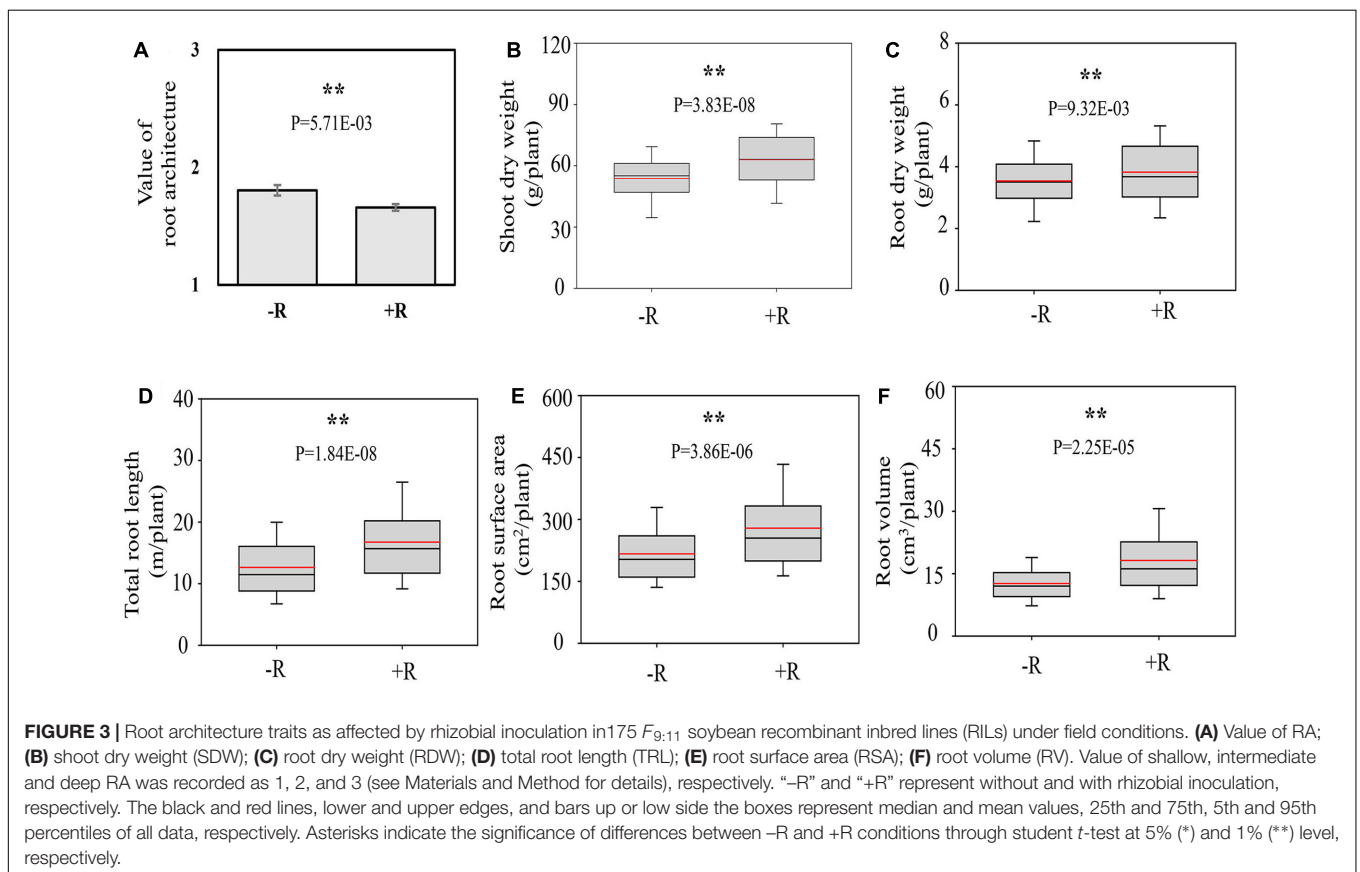 A
3
2
1
Value of
root architecture
**
P=5.71E-03
-R
+R
B
120
90
60
30
0
Shoot dry weight
(g/plant)
**
P=3.83E-08
-R
+R
C
8
6
4
2
0
Root dry weight
(g/plant)
**
P=9.32E-03
-R
+R
D
40
30
20
10
0
Total root length
(m/plant)
**
P=1.84E-08
-R
+R
E
600
450
300
150
0
Root surface area
(cm²/plant)
**
P=3.86E-06
-R
+R
F
60
45
30
15
0
Root volume
(cm³/plant)
**
P=2.25E-05
-R
+R
FIGURE 3 | Root architecture traits as affected by rhizobial inoculation in175 F9:11 soybean recombinant inbred lines (RILs) under field conditions. (A) Value of RA;
(B) shoot dry weight (SDW); (C) root dry weight (RDW); (D) total root length (TRL); (E) root surface area (RSA); (F) root volume (RV). Value of shallow, intermediate
and deep RA was recorded as 1, 2, and 3 (see Materials and Method for details), respectively. “–R” and “+R” represent without and with rhizobial inoculation,
respectively. The black and red lines, lower and upper edges, and bars up or low side the boxes represent median and mean values, 25th and 75th, 5th and 95th
percentiles of all data, respectively. Asterisks indicate the significance of differences between –R and +R conditions through student t-test at 5% (*) and 1% (**) level,
respectively.